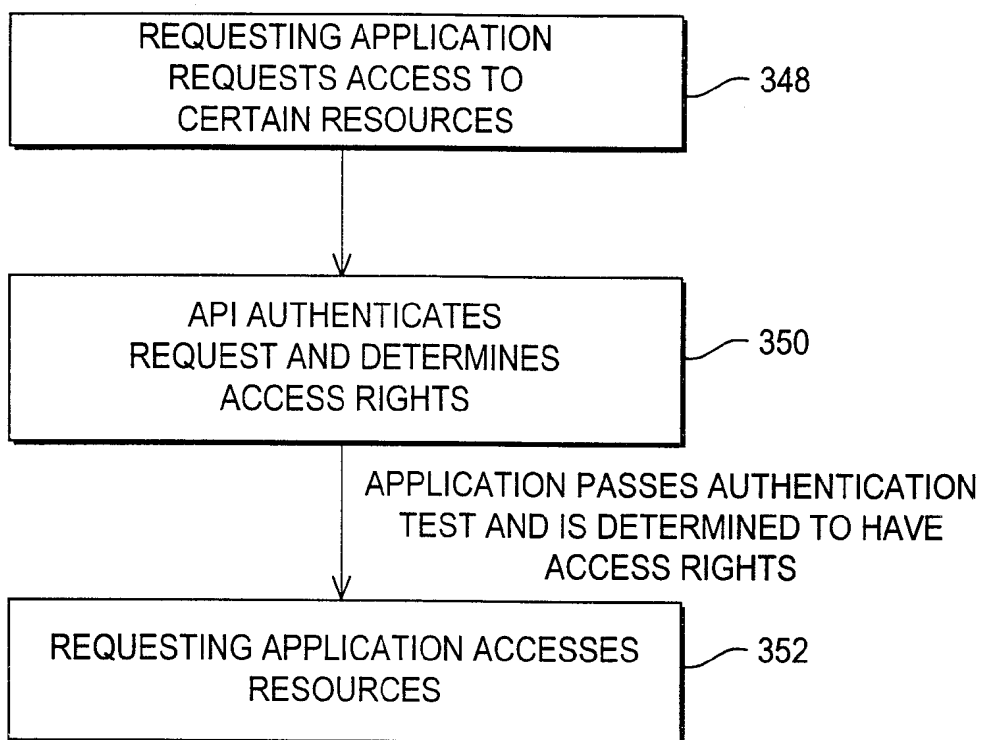 REQUESTING APPLICATION
REQUESTS ACCESS TO
CERTAIN RESOURCES
348
API AUTHENTICATES
REQUEST AND DETERMINES
ACCESS RIGHTS
350
APPLICATION PASSES AUTHENTICATION
TEST AND IS DETERMINED TO HAVE
ACCESS RIGHTS
REQUESTING APPLICATION ACCESSES
RESOURCES
352